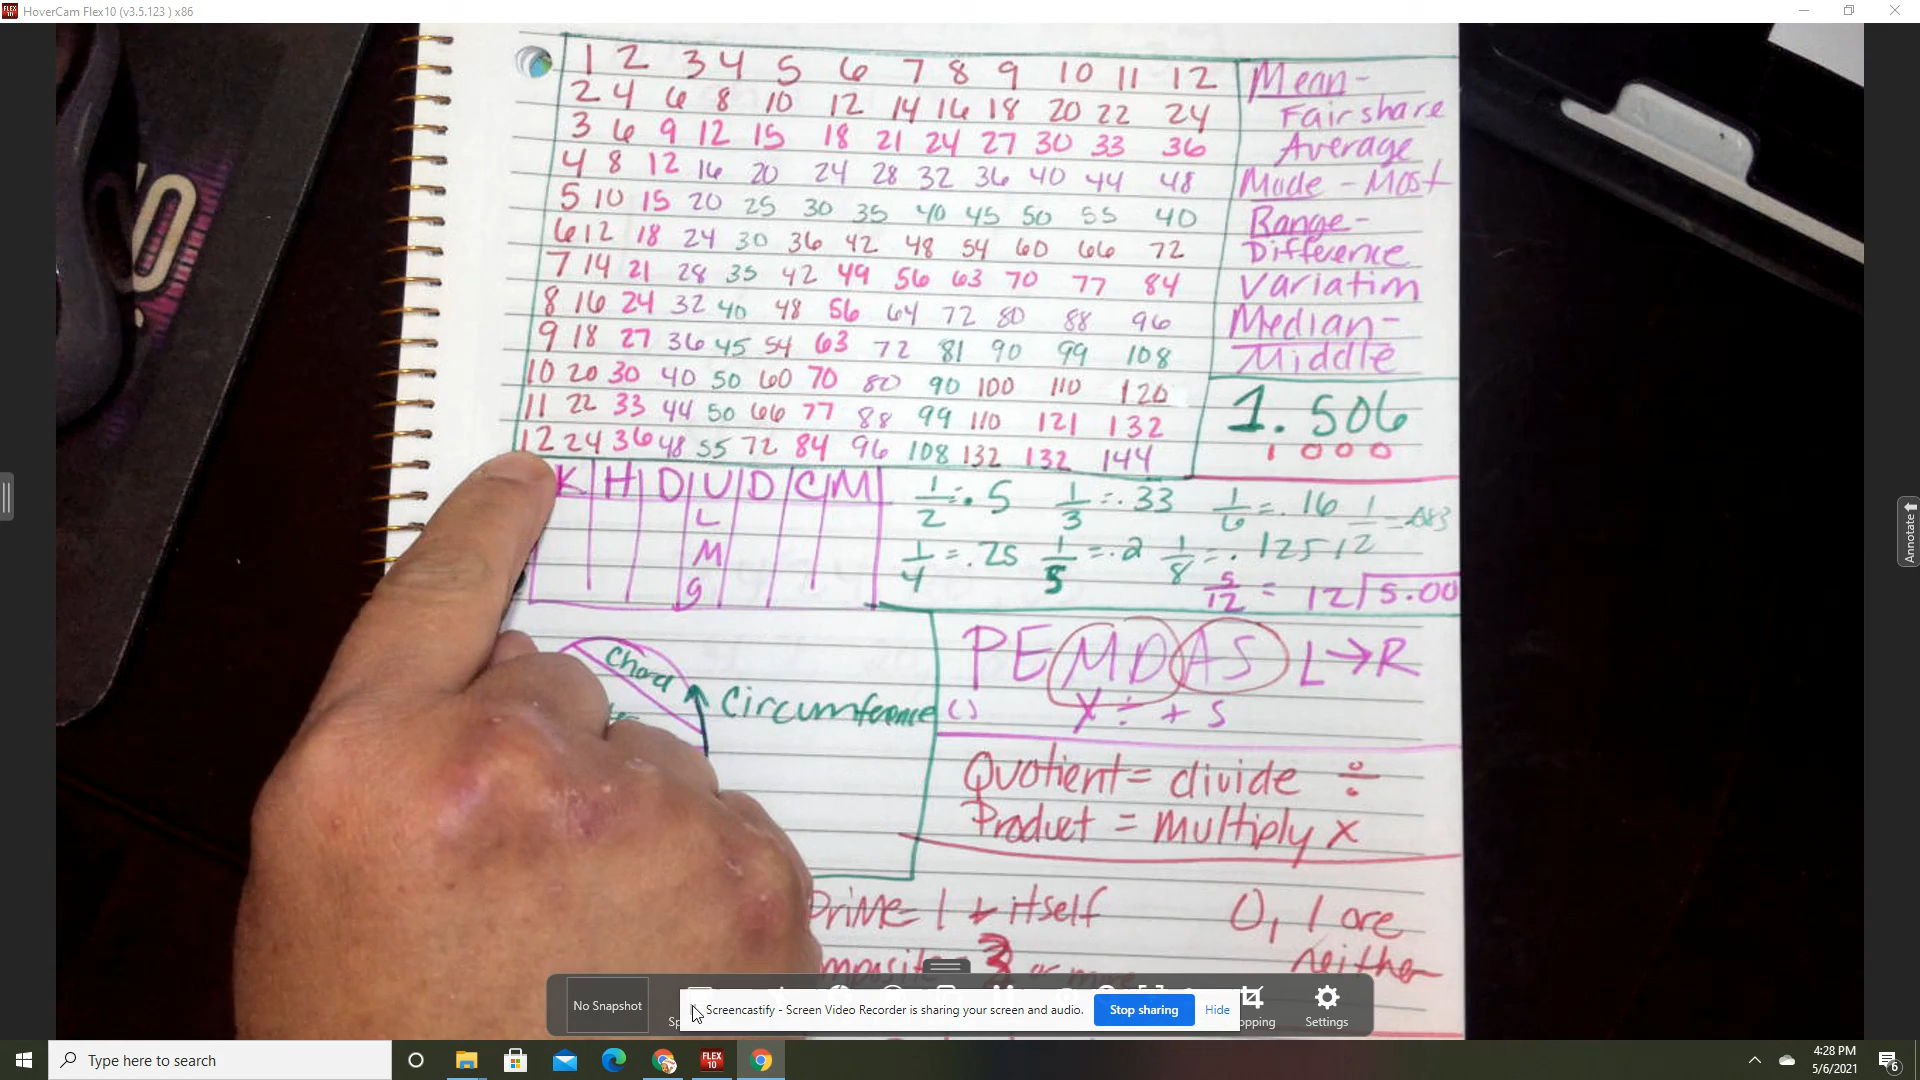 HoverCam Flex10 (v3.5.123 ) x86
1 2 3 4 5 6 7 8 9 10 11 12
2 4 6 8 10 12 14 16 18 20 22 24
3 6 9 12 15 18 21 24 27 30 33 36
4 8 12 16 20 24 28 32 36 40 44 48
5 10 15 20 25 30 35 40 45 50 55 40
6 12 18 24 30 36 42 48 54 60 66 72
7 14 21 28 35 42 49 56 63 70 77 84
8 16 24 32 40 48 56 64 72 80 88 96
9 18 27 36 45 54 63 72 81 90 99 108
10 20 30 40 50 60 70 80 90 100 110 120
11 22 33 44 50 66 77 88 99 110 121 132
12 24 36 48 55 72 84 96 108 132 132 144
Mean-
Fair share
Average
Mode - Most
Range-
Difference
Variation
Median-
Middle
1.506
1000
K H D U D C M
L
M
g
1/2 = .5 1/3 = .33 1/6 = .16 1/12 = .083
1/4 = .25 1/5 = .2 1/8 = .125
5/12 = 12)5.00
Chord
Circumference
PEMDAS L→R
( ) X ÷ + S
Quotient = divide ÷
Product = multiply x
Prime = 1 + itself
0, 1 are
neither
or more
Annotate
No Snapshot
Screencastify - Screen Video Recorder is sharing your screen and audio.
Stop sharing
Hide
Settings
Type here to search
FLEX 10
4:28 PM
5/6/2021
6